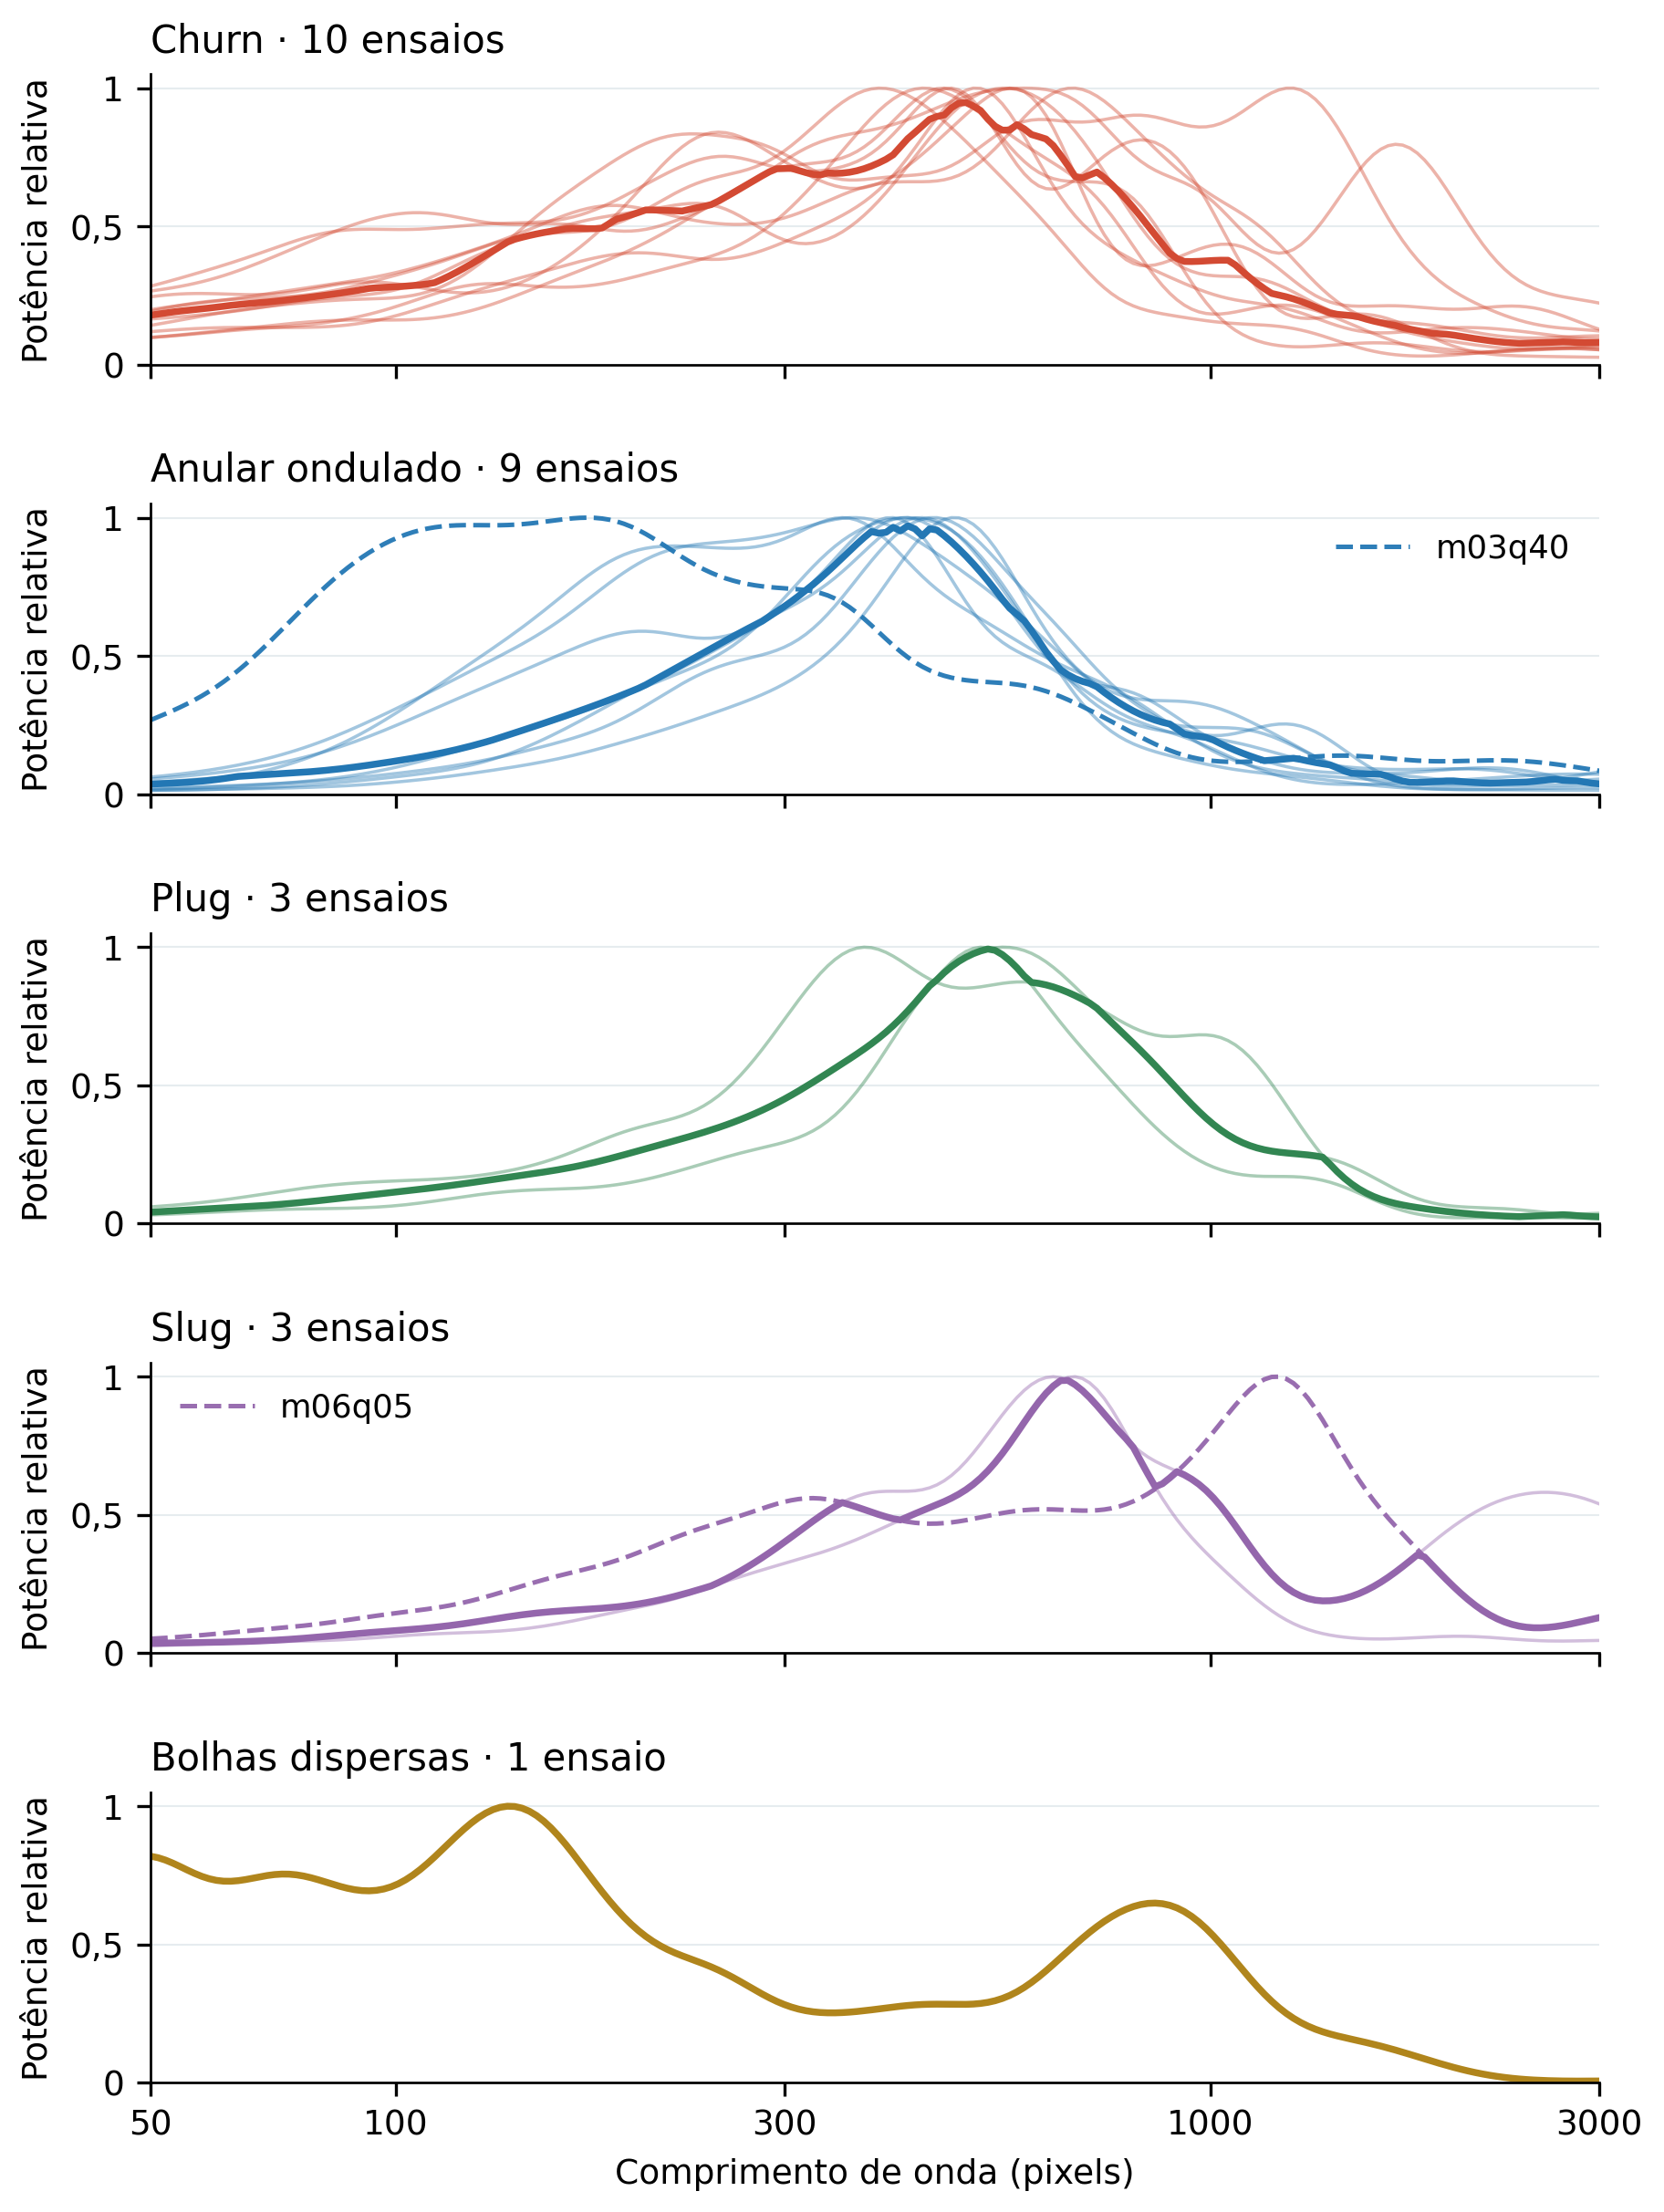 Churn · 10 ensaios
Potência relativa
1
0,5
0
Anular ondulado · 9 ensaios
Potência relativa
1
0,5
0
m03q40
Plug · 3 ensaios
Potência relativa
1
0,5
0
Slug · 3 ensaios
Potência relativa
1
0,5
0
m06q05
Bolhas dispersas · 1 ensaio
Potência relativa
1
0,5
0
50 100 300 1000 3000
Comprimento de onda (pixels)